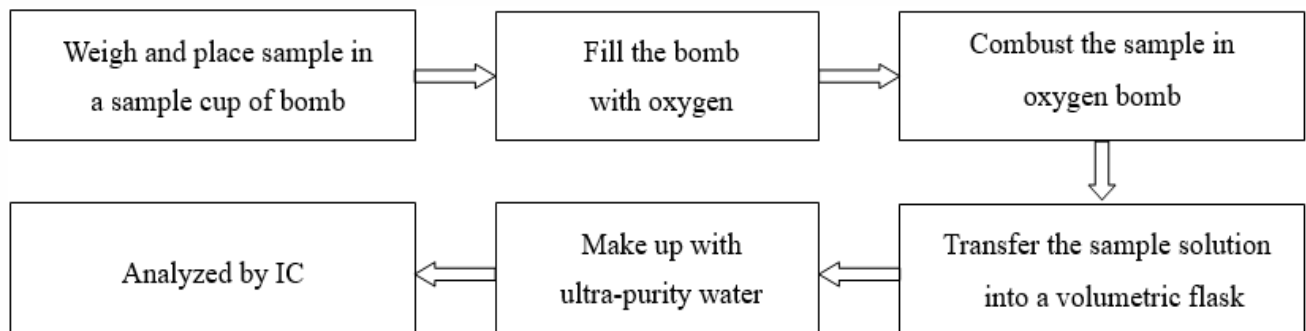 Weigh and place sample in
a sample cup of bomb
Fill the bomb
with oxygen
Combust the sample in
oxygen bomb
Transfer the sample solution
into a volumetric flask
Make up with
ultra-purity water
Analyzed by IC